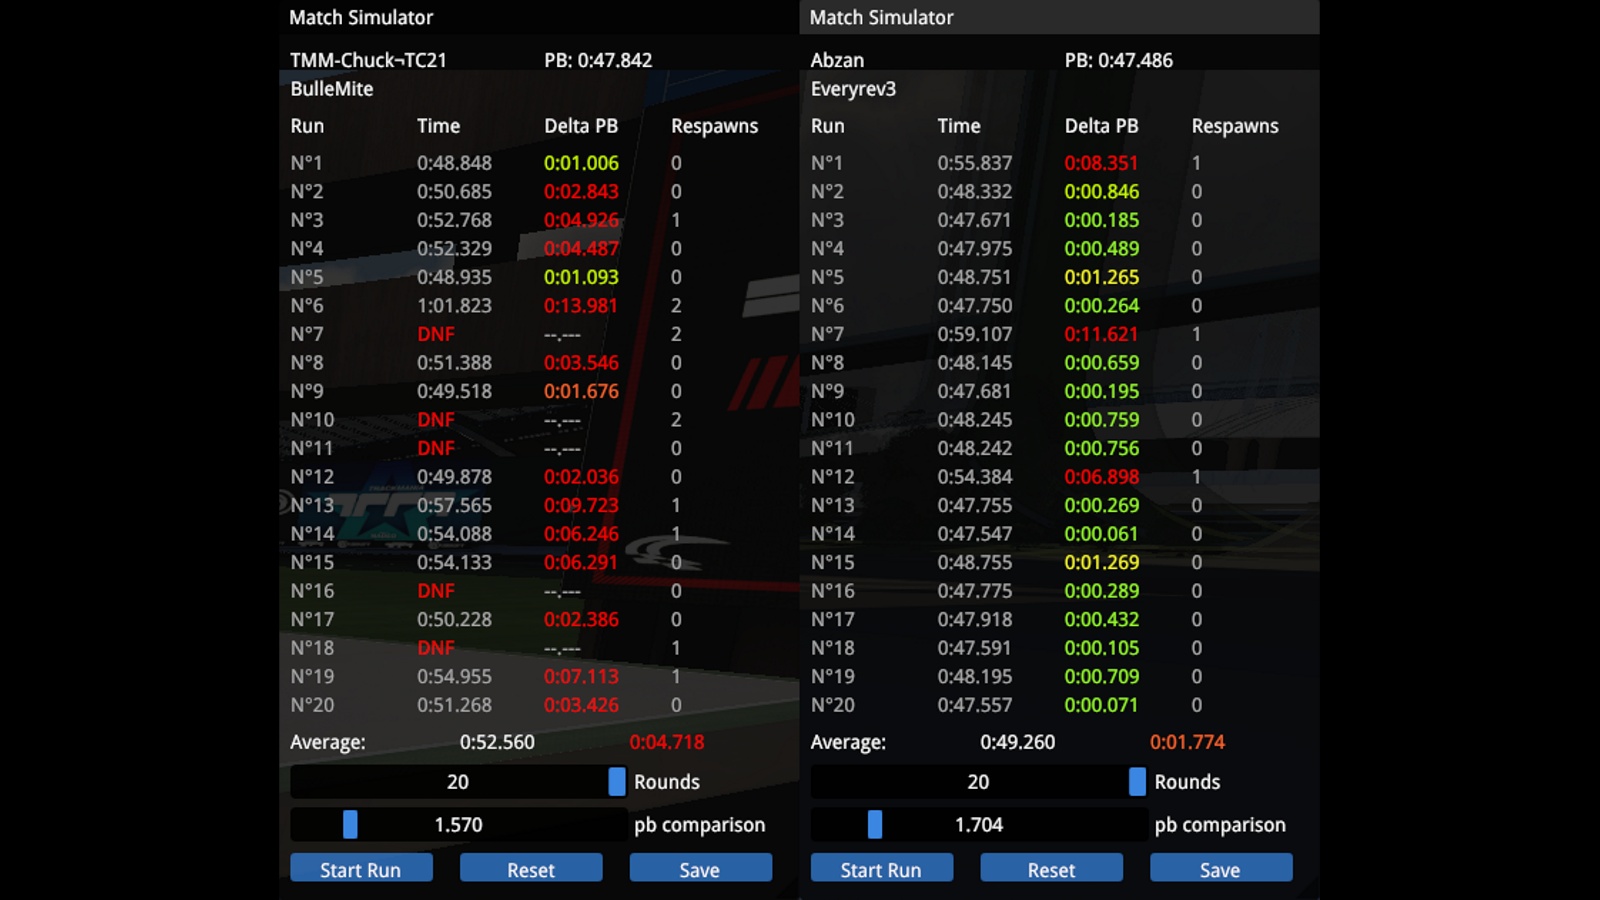 Match Simulator
TMM-Chuck¬TC21 PB: 0:47.842
BulleMite
Run Time Delta PB Respawns
N°1 0:48.848 0:01.006 0
N°2 0:50.685 0:02.843 0
N°3 0:52.768 0:04.926 1
N°4 0:52.329 0:04.487 0
N°5 0:48.935 0:01.093 0
N°6 1:01.823 0:13.981 2
N°7 DNF --.--- 2
N°8 0:51.388 0:03.546 0
N°9 0:49.518 0:01.676 0
N°10 DNF --.--- 2
N°11 DNF --.--- 0
N°12 0:49.878 0:02.036 0
N°13 0:57.565 0:09.723 1
N°14 0:54.088 0:06.246 1
N°15 0:54.133 0:06.291 0
N°16 DNF --.--- 0
N°17 0:50.228 0:02.386 0
N°18 DNF --.--- 1
N°19 0:54.955 0:07.113 1
N°20 0:51.268 0:03.426 0
Average: 0:52.560 0:04.718
20 Rounds
1.570 pb comparison
Start Run Reset Save
Match Simulator
Abzan PB: 0:47.486
Everyrev3
Run Time Delta PB Respawns
N°1 0:55.837 0:08.351 1
N°2 0:48.332 0:00.846 0
N°3 0:47.671 0:00.185 0
N°4 0:47.975 0:00.489 0
N°5 0:48.751 0:01.265 0
N°6 0:47.750 0:00.264 0
N°7 0:59.107 0:11.621 1
N°8 0:48.145 0:00.659 0
N°9 0:47.681 0:00.195 0
N°10 0:48.245 0:00.759 0
N°11 0:48.242 0:00.756 0
N°12 0:54.384 0:06.898 1
N°13 0:47.755 0:00.269 0
N°14 0:47.547 0:00.061 0
N°15 0:48.755 0:01.269 0
N°16 0:47.775 0:00.289 0
N°17 0:47.918 0:00.432 0
N°18 0:47.591 0:00.105 0
N°19 0:48.195 0:00.709 0
N°20 0:47.557 0:00.071 0
Average: 0:49.260 0:01.774
20 Rounds
1.704 pb comparison
Start Run Reset Save